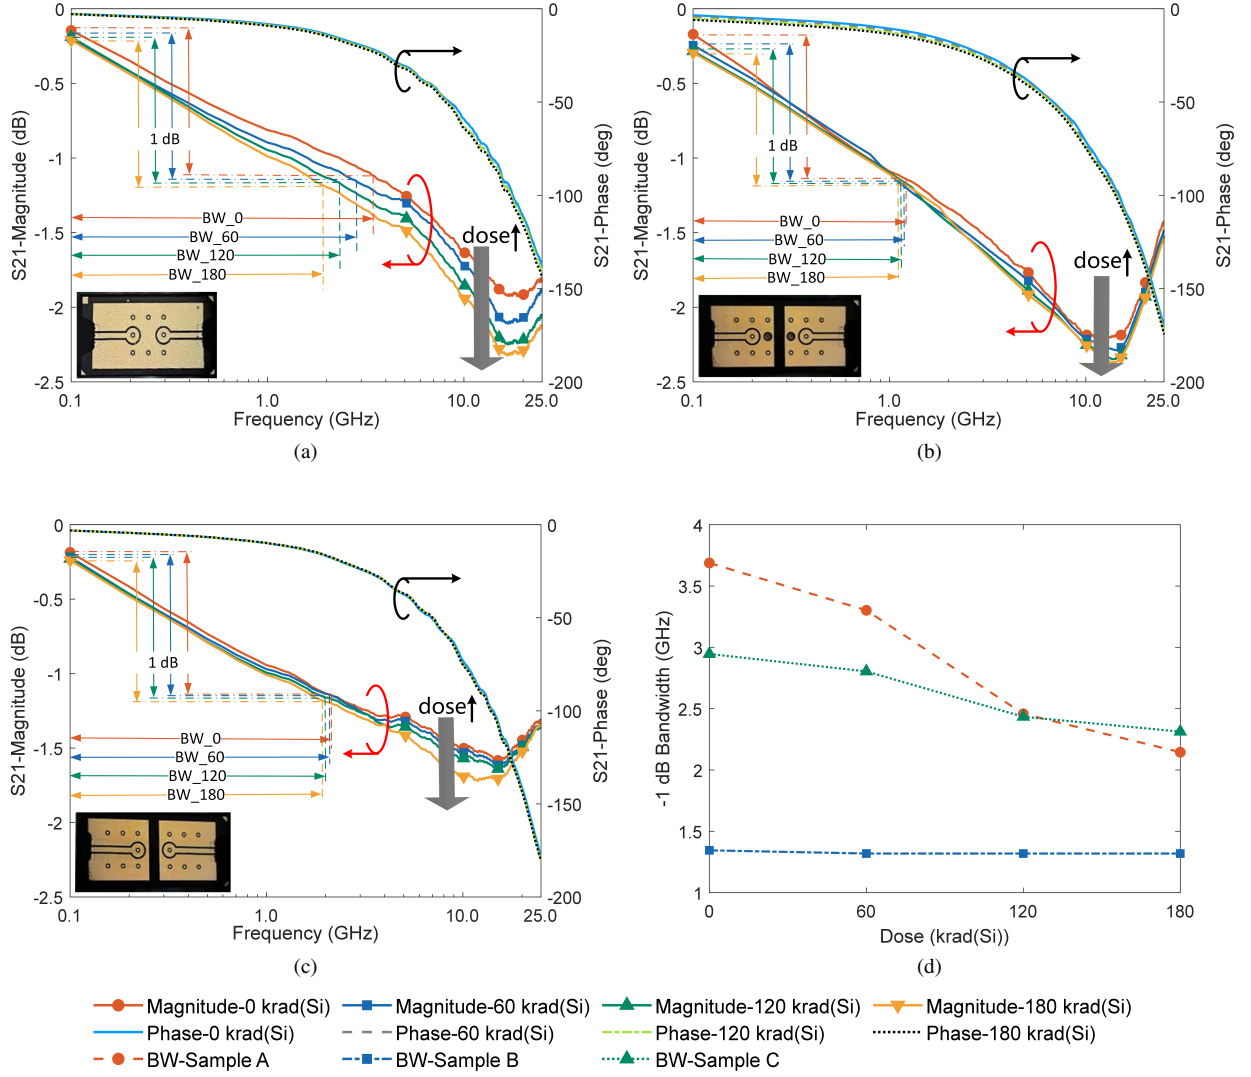 0
-0.5
-1
-1.5
-2
-2.5
S21-Magnitude (dB)
0
-50
-100
-150
-200
S21-Phase (deg)
1 dB
BW_0
BW_60
BW_120
BW_180
dose
0.1
1.0
10.0
25.0
Frequency (GHz)
(a)
0
-0.5
-1
-1.5
-2
-2.5
S21-Magnitude (dB)
0
-50
-100
-150
-200
S21-Phase (deg)
1 dB
BW_0
BW_60
BW_120
BW_180
dose
0.1
1.0
10.0
25.0
Frequency (GHz)
(b)
0
-0.5
-1
-1.5
-2
-2.5
S21-Magnitude (dB)
0
-50
-100
-150
-200
S21-Phase (deg)
1 dB
BW_0
BW_60
BW_120
BW_180
dose
0.1
1.0
10.0
25.0
Frequency (GHz)
(c)
4
3.5
3
2.5
2
1.5
1
-1 dB Bandwidth (GHz)
0
60
120
180
Dose (krad(Si))
(d)
Magnitude-0 krad(Si) Magnitude-60 krad(Si) Magnitude-120 krad(Si) Magnitude-180 krad(Si)
Phase-0 krad(Si) Phase-60 krad(Si) Phase-120 krad(Si) Phase-180 krad(Si)
BW-Sample A BW-Sample B BW-Sample C